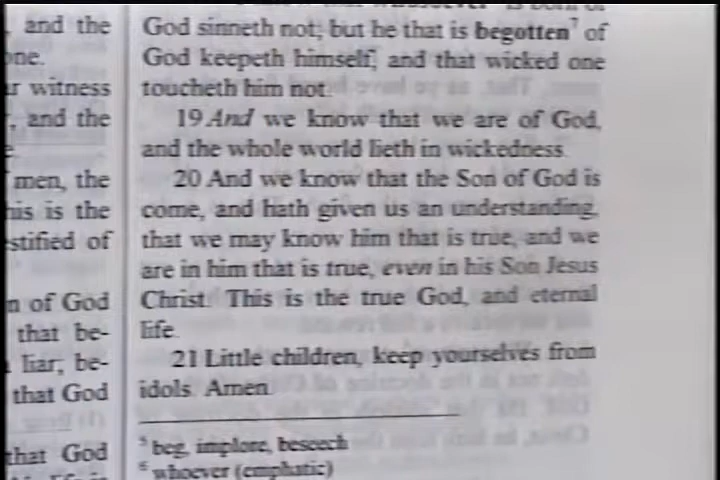 , and the
one.
r witness
, and the
men, the
his is the
stified of
n of God
that be-
liar; be-
that God
that God
God sinneth not; but he that is begotten⁷ of
God keepeth himself, and that wicked one
toucheth him not.
19 And we know that we are of God,
and the whole world lieth in wickedness.
20 And we know that the Son of God is
come, and hath given us an understanding,
that we may know him that is true, and we
are in him that is true, even in his Son Jesus
Christ. This is the true God, and eternal
life.
21 Little children, keep yourselves from
idols. Amen.
⁵ beg, implore, beseech
⁶ whoever (emphatic)